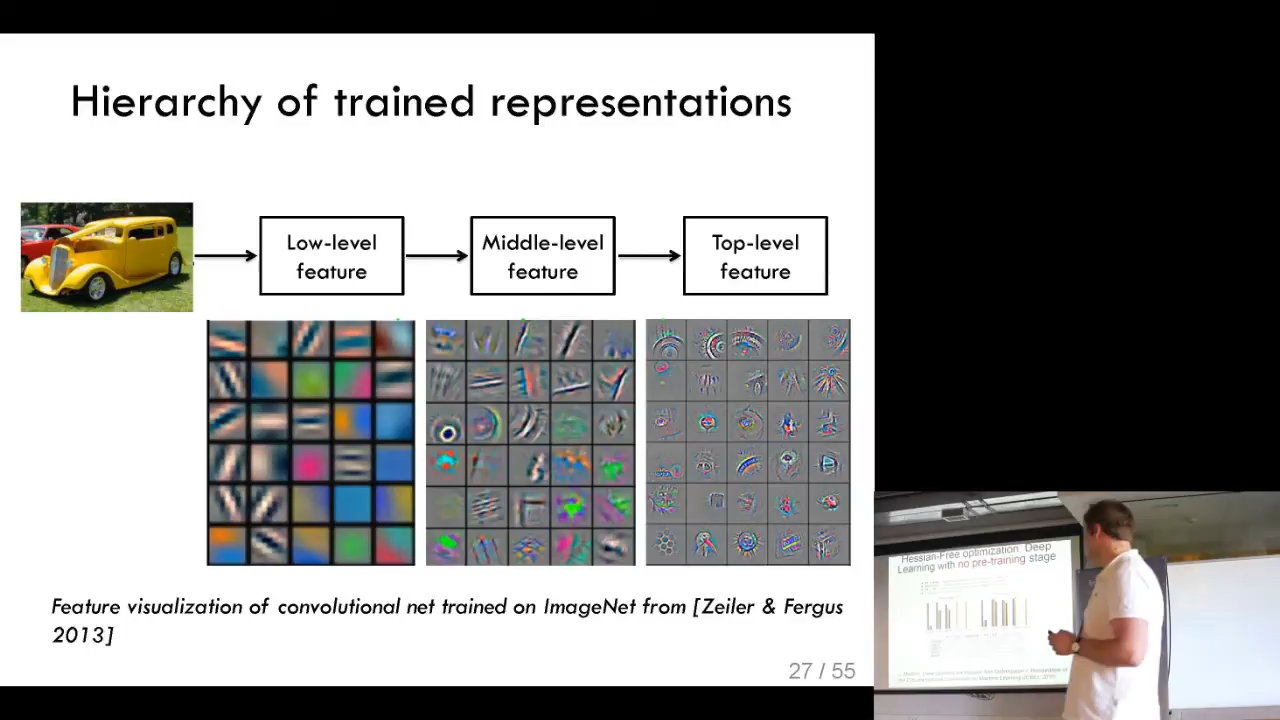 Hierarchy of trained representations
Low-level
feature
Middle-level
feature
Top-level
feature
Feature visualization of convolutional net trained on ImageNet from [Zeiler & Fergus
2013]
27 / 55
Hessian-Free optimization: Deep
Learning with no pre-training stage